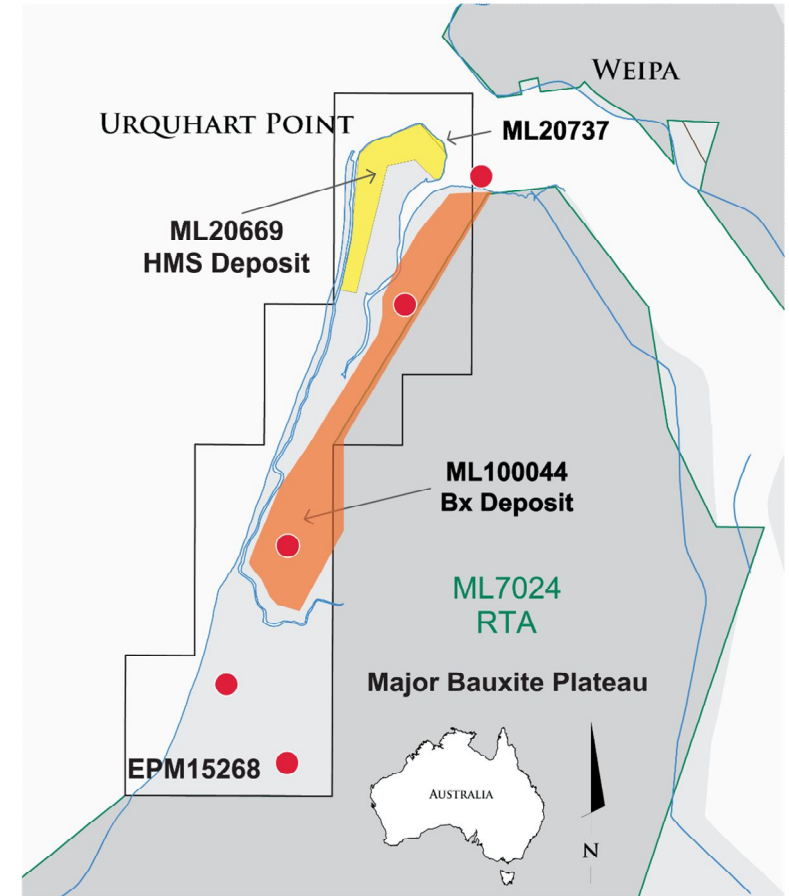 WEIPA
URQUHART POINT
ML20737
ML20669
HMS Deposit
ML100044
Bx Deposit
ML7024
RTA
Major Bauxite Plateau
EPM15268
AUSTRALIA
N